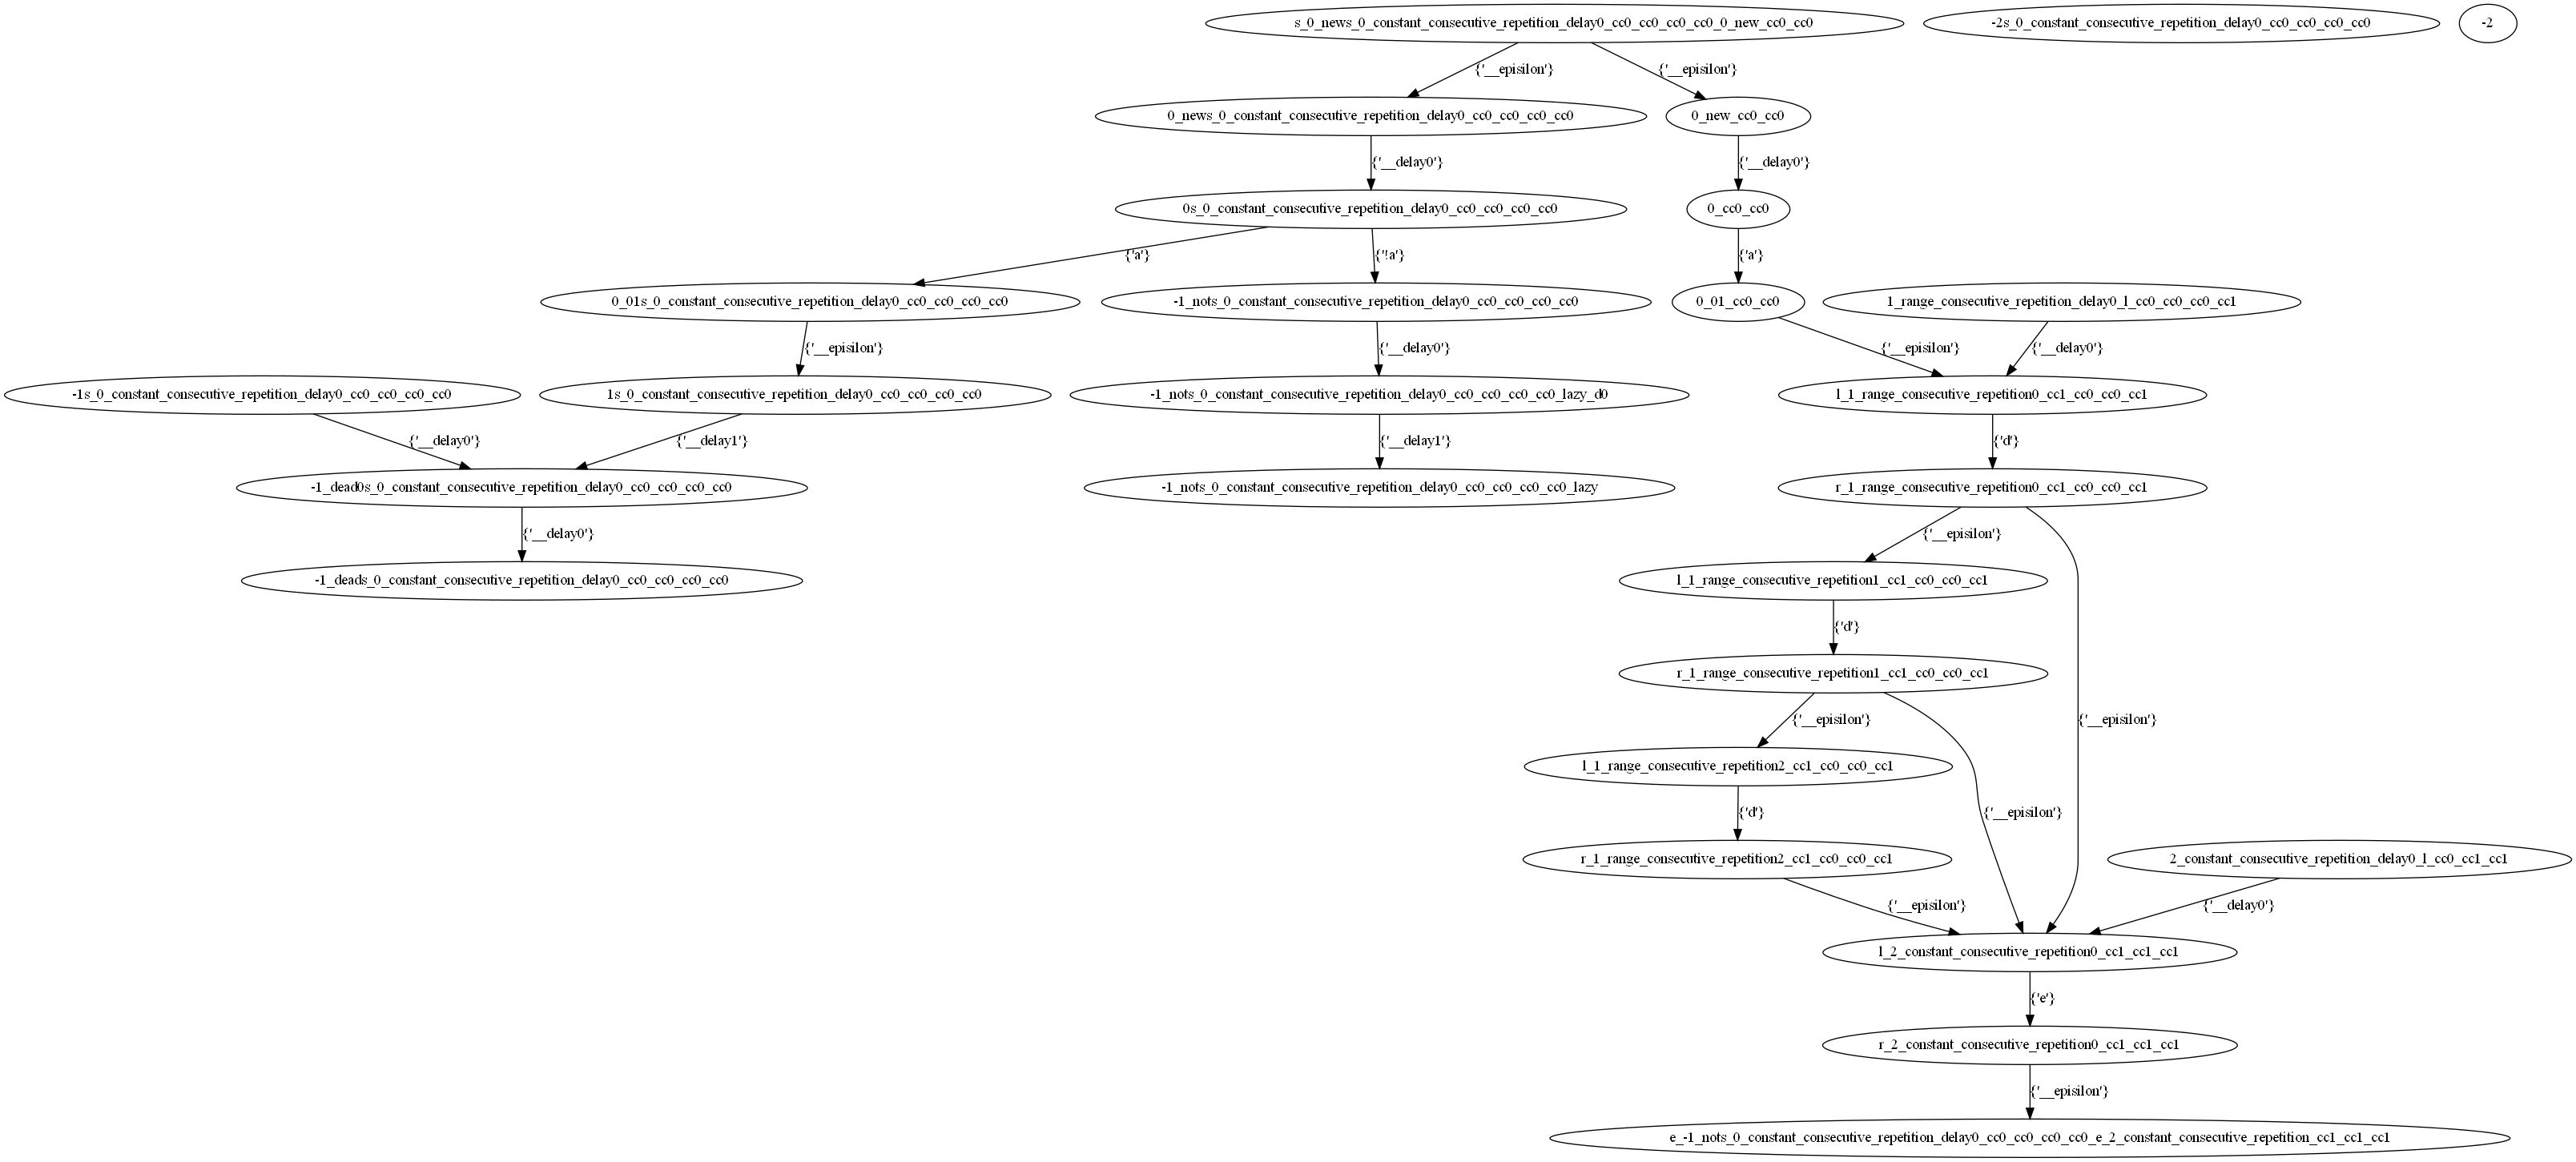 s_0_news_0_constant_consecutive_repetition_delay0_cc0_cc0_cc0_cc0_0_new_cc0_cc0
-2s_0_constant_consecutive_repetition_delay0_cc0_cc0_cc0_cc0
-2
{'__episilon'}
{'__episilon'}
0_news_0_constant_consecutive_repetition_delay0_cc0_cc0_cc0_cc0
0_new_cc0_cc0
{'__delay0'}
{'__delay0'}
0s_0_constant_consecutive_repetition_delay0_cc0_cc0_cc0_cc0
0_cc0_cc0
{'a'}
{'!a'}
{'a'}
0_01s_0_constant_consecutive_repetition_delay0_cc0_cc0_cc0_cc0
-1_nots_0_constant_consecutive_repetition_delay0_cc0_cc0_cc0_cc0
0_01_cc0_cc0
1_range_consecutive_repetition_delay0_l_cc0_cc0_cc0_cc1
{'__episilon'}
{'__delay0'}
{'__episilon'}
{'__delay0'}
-1s_0_constant_consecutive_repetition_delay0_cc0_cc0_cc0_cc0
1s_0_constant_consecutive_repetition_delay0_cc0_cc0_cc0_cc0
-1_nots_0_constant_consecutive_repetition_delay0_cc0_cc0_cc0_cc0_lazy_d0
l_1_range_consecutive_repetition0_cc1_cc0_cc0_cc1
{'__delay0'}
{'__delay1'}
{'__delay1'}
{'d'}
-1_dead0s_0_constant_consecutive_repetition_delay0_cc0_cc0_cc0_cc0
-1_nots_0_constant_consecutive_repetition_delay0_cc0_cc0_cc0_cc0_lazy
r_1_range_consecutive_repetition0_cc1_cc0_cc0_cc1
{'__delay0'}
{'__episilon'}
-1_deads_0_constant_consecutive_repetition_delay0_cc0_cc0_cc0_cc0
l_1_range_consecutive_repetition1_cc1_cc0_cc0_cc1
{'d'}
r_1_range_consecutive_repetition1_cc1_cc0_cc0_cc1
{'__episilon'}
{'__episilon'}
l_1_range_consecutive_repetition2_cc1_cc0_cc0_cc1
{'d'}
{'__episilon'}
r_1_range_consecutive_repetition2_cc1_cc0_cc0_cc1
2_constant_consecutive_repetition_delay0_l_cc0_cc1_cc1
{'__episilon'}
{'__delay0'}
l_2_constant_consecutive_repetition0_cc1_cc1_cc1
{'e'}
r_2_constant_consecutive_repetition0_cc1_cc1_cc1
{'__episilon'}
e_-1_nots_0_constant_consecutive_repetition_delay0_cc0_cc0_cc0_cc0_e_2_constant_consecutive_repetition_cc1_cc1_cc1